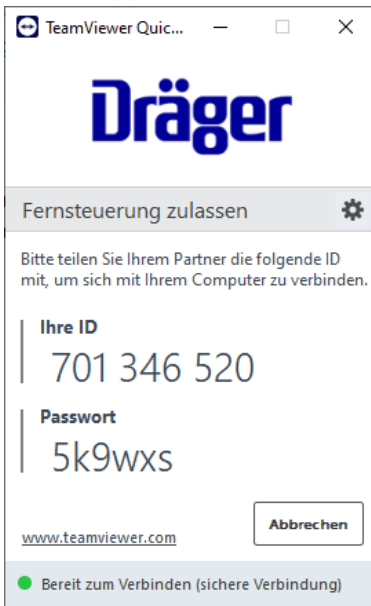 TeamViewer Quic...
Dräger
Fernsteuerung zulassen
Bitte teilen Sie Ihrem Partner die folgende ID
mit, um sich mit Ihrem Computer zu verbinden.
Ihre ID
701 346 520
Passwort
5k9wxs
www.teamviewer.com
Abbrechen
Bereit zum Verbinden (sichere Verbindung)